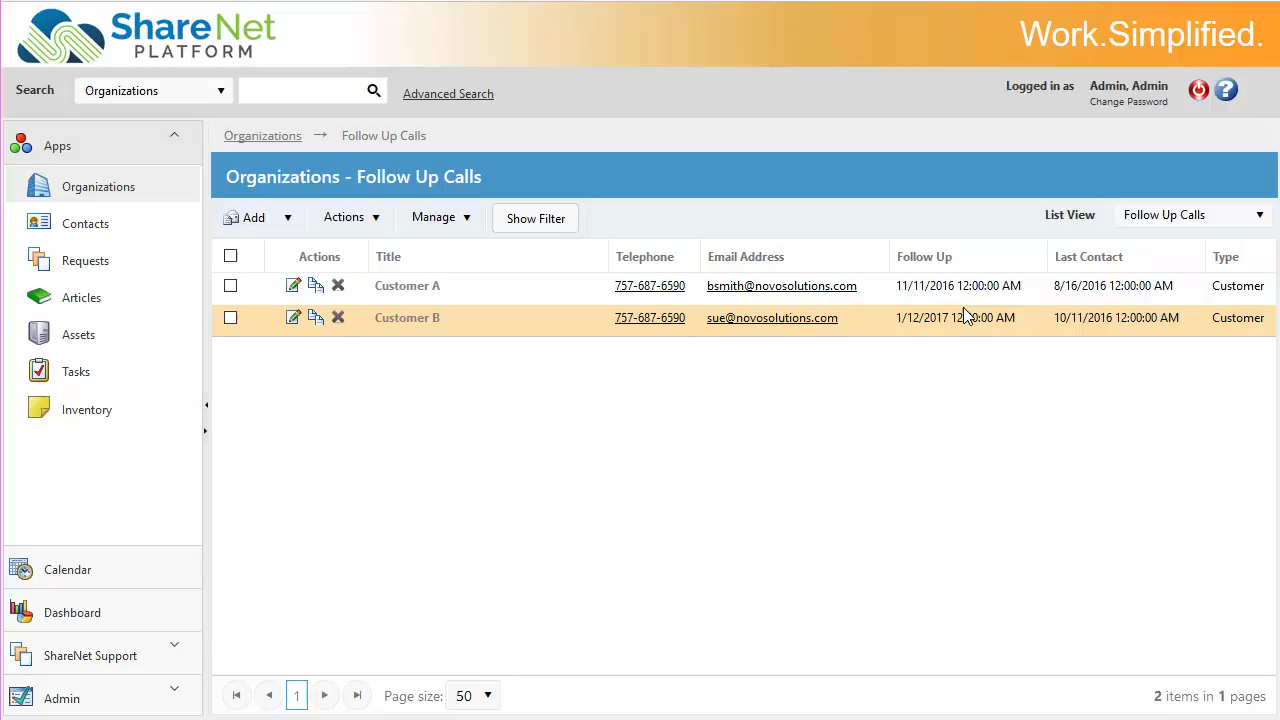 ShareNet
PLATFORM
Work.Simplified.
Search
Organizations
Advanced Search
Logged in as
Admin, Admin
Change Password
?
Apps
Organizations
Contacts
Requests
Articles
Assets
Tasks
Inventory
Calendar
Dashboard
ShareNet Support
Admin
Organizations → Follow Up Calls
Organizations - Follow Up Calls
Add Actions Manage Show Filter List View Follow Up Calls
Actions Title Telephone Email Address Follow Up Last Contact Type
Customer A 757-687-6590 bsmith@novosolutions.com 11/11/2016 12:00:00 AM 8/16/2016 12:00:00 AM Customer
Customer B 757-687-6590 sue@novosolutions.com 1/12/2017 12:00:00 AM 10/11/2016 12:00:00 AM Customer
1 Page size: 50 2 items in 1 pages